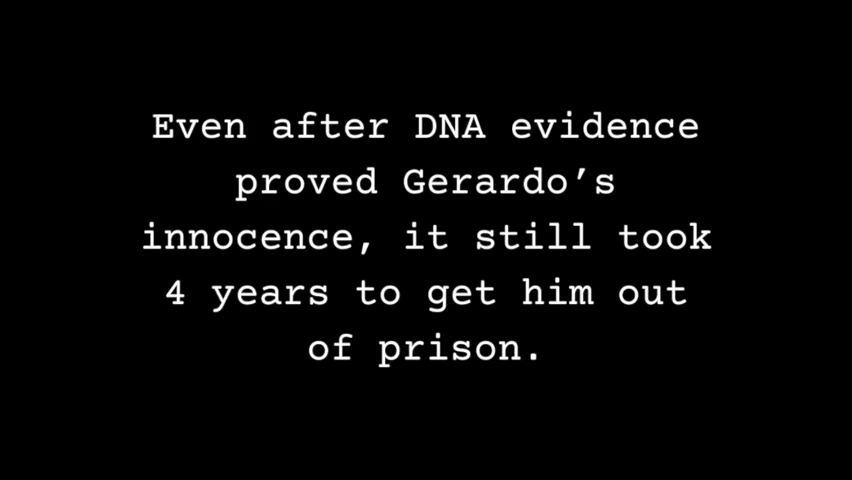 Even after DNA evidence
proved Gerardo’s
innocence, it still took
4 years to get him out
of prison.